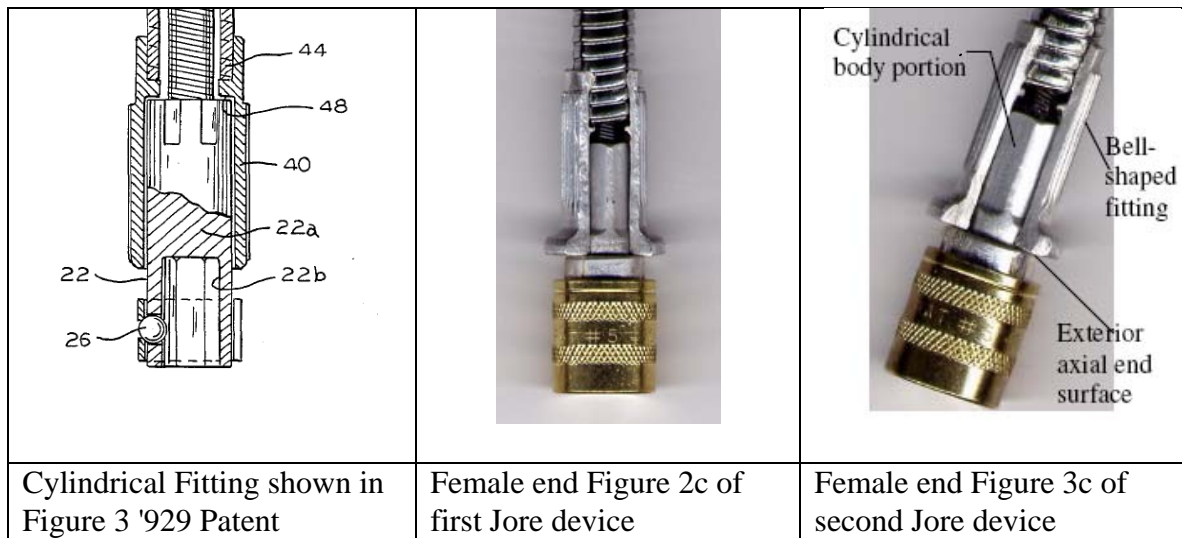 44
48
40
22a
22
22b
26
Cylindrical
body portion
Bell-
shaped
fitting
Exterior
axial end
surface
Cylindrical Fitting shown in
Figure 3 '929 Patent
Female end Figure 2c of
first Jore device
Female end Figure 3c of
second Jore device